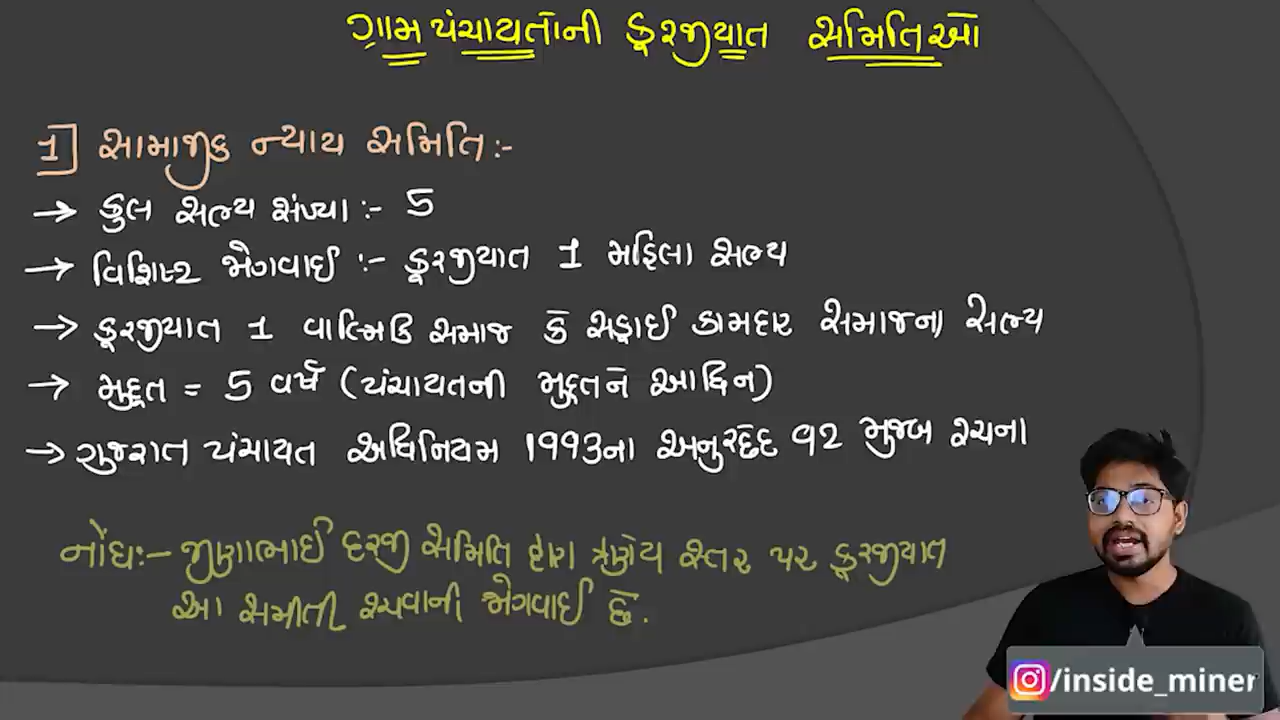 ગ્રામ પંચાયતોની ફરજીયાત સમિતિઓ
1] સામાજીક ન્યાય સમિતિ:-
→ કુલ સભ્ય સંખ્યા :- 5
→ વિશિષ્ટ જોગવાઈ :- ફરજીયાત 1 મહિલા સભ્ય
→ ફરજીયાત 1 વાલ્મિકિ સમાજ કે સફાઈ કામદાર સમાજના સભ્ય
→ મુદ્દત = 5 વર્ષ (પંચાયતની મુદ્દતને આધિન)
→ ગુજરાત પંચાયત અધિનિયમ 1993ના અનુચ્છેદ ૧૨ મુજબ રચના
નોંધ:- જીણાભાઈ દરજી સમિતિ દ્વારા ત્રણેય સ્તર પર ફરજીયાત
આ સમીતી રચવાની જોગવાઈ છે.
/inside_miner